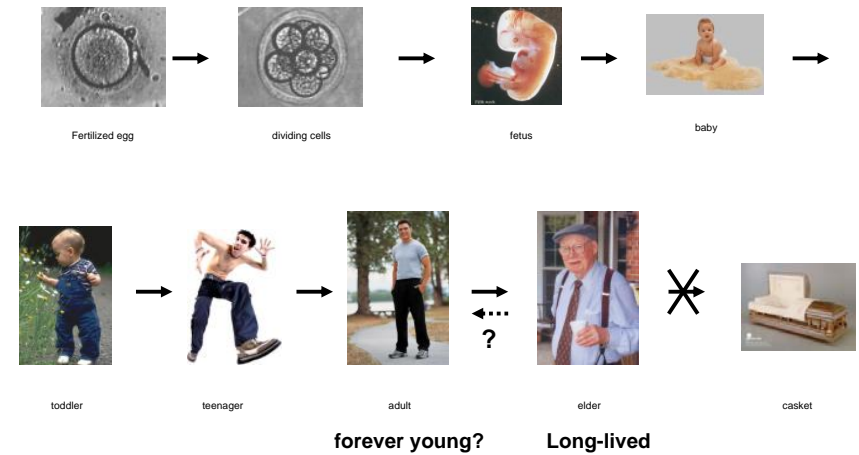 Fertilized egg
dividing cells
fetus
baby
?
toddler
teenager
adult
elder
casket
forever young?
Long-lived